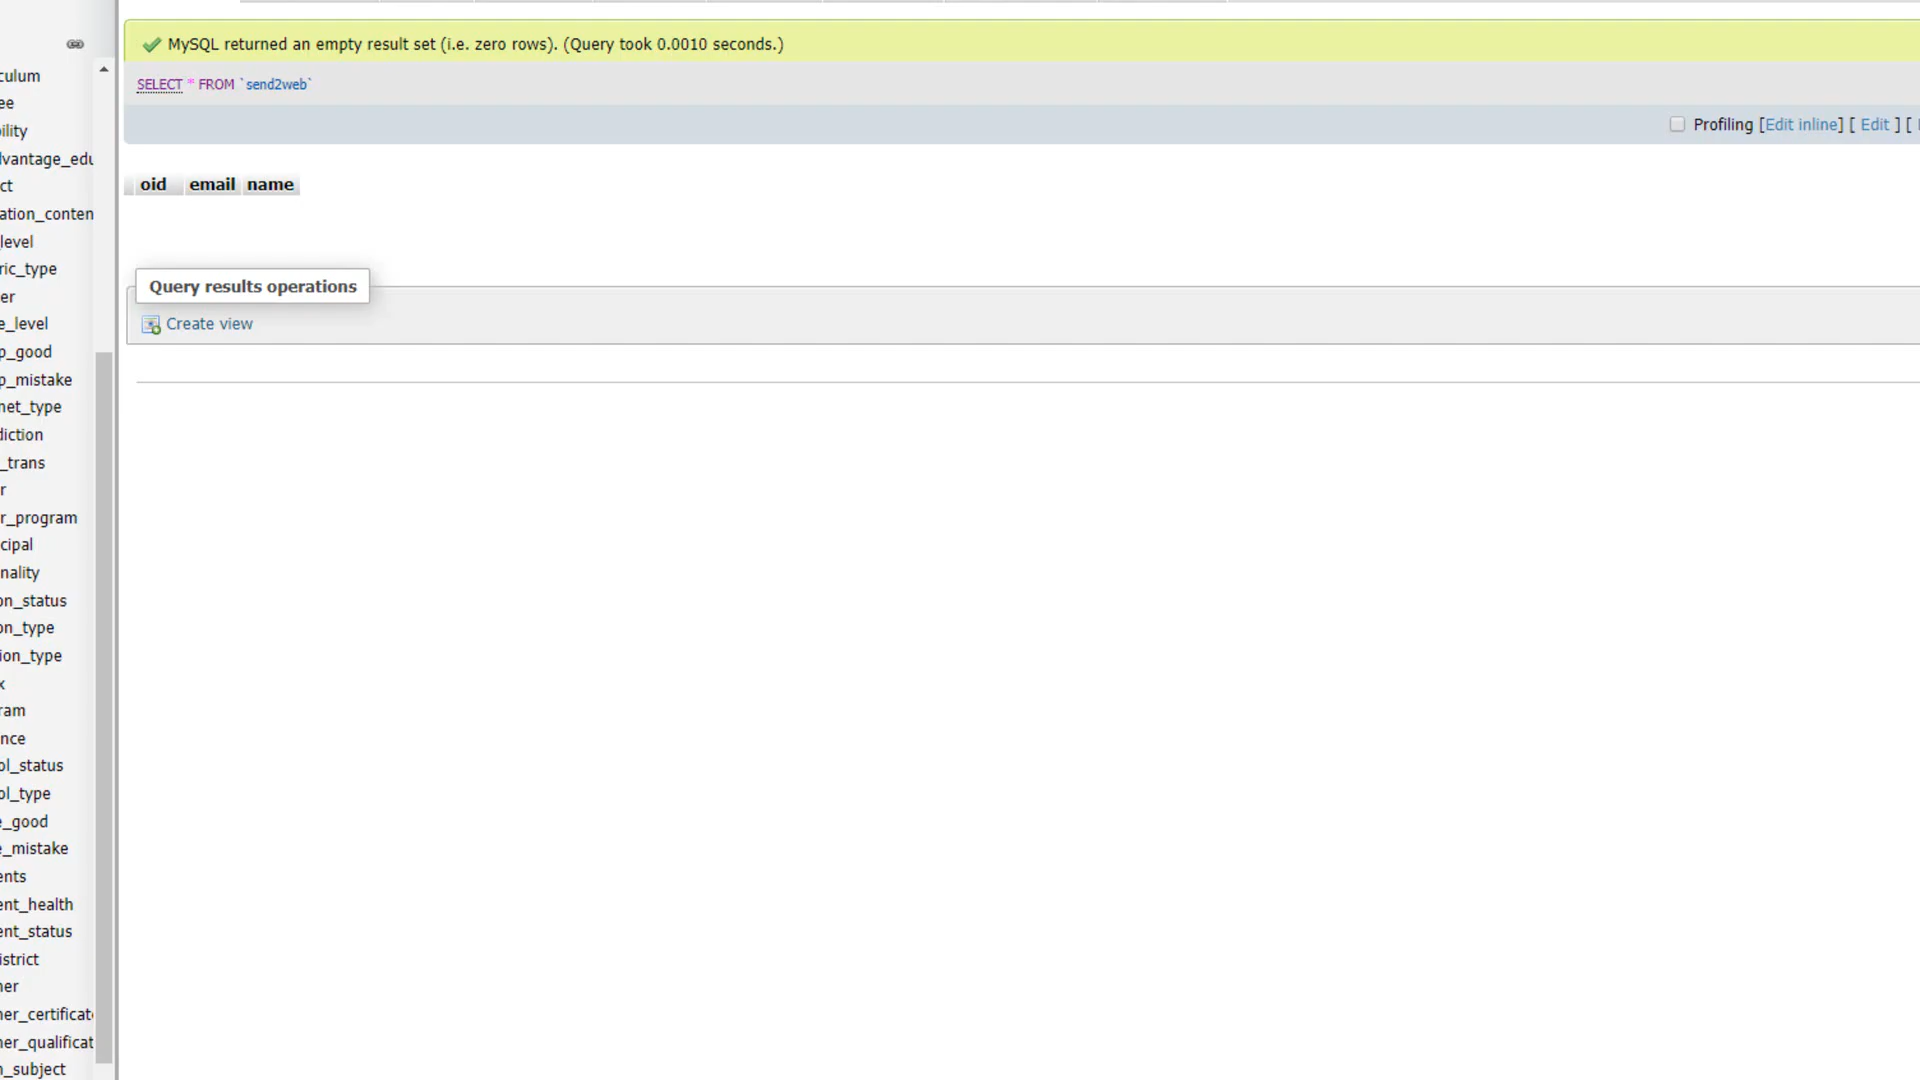 MySQL returned an empty result set (i.e. zero rows). (Query took 0.0010 seconds.)
SELECT * FROM `send2web`
Profiling [Edit inline] [ Edit ] [
oid email name
Query results operations
Create view
culum
ee
ility
lvantage_edu
ct
ation_conten
level
ric_type
er
e_level
p_good
p_mistake
net_type
diction
_trans
r
r_program
cipal
nality
on_status
on_type
ion_type
x
ram
nce
ol_status
ol_type
e_good
e_mistake
ents
ent_health
ent_status
istrict
her
her_certificat
her_qualificat
n_subject